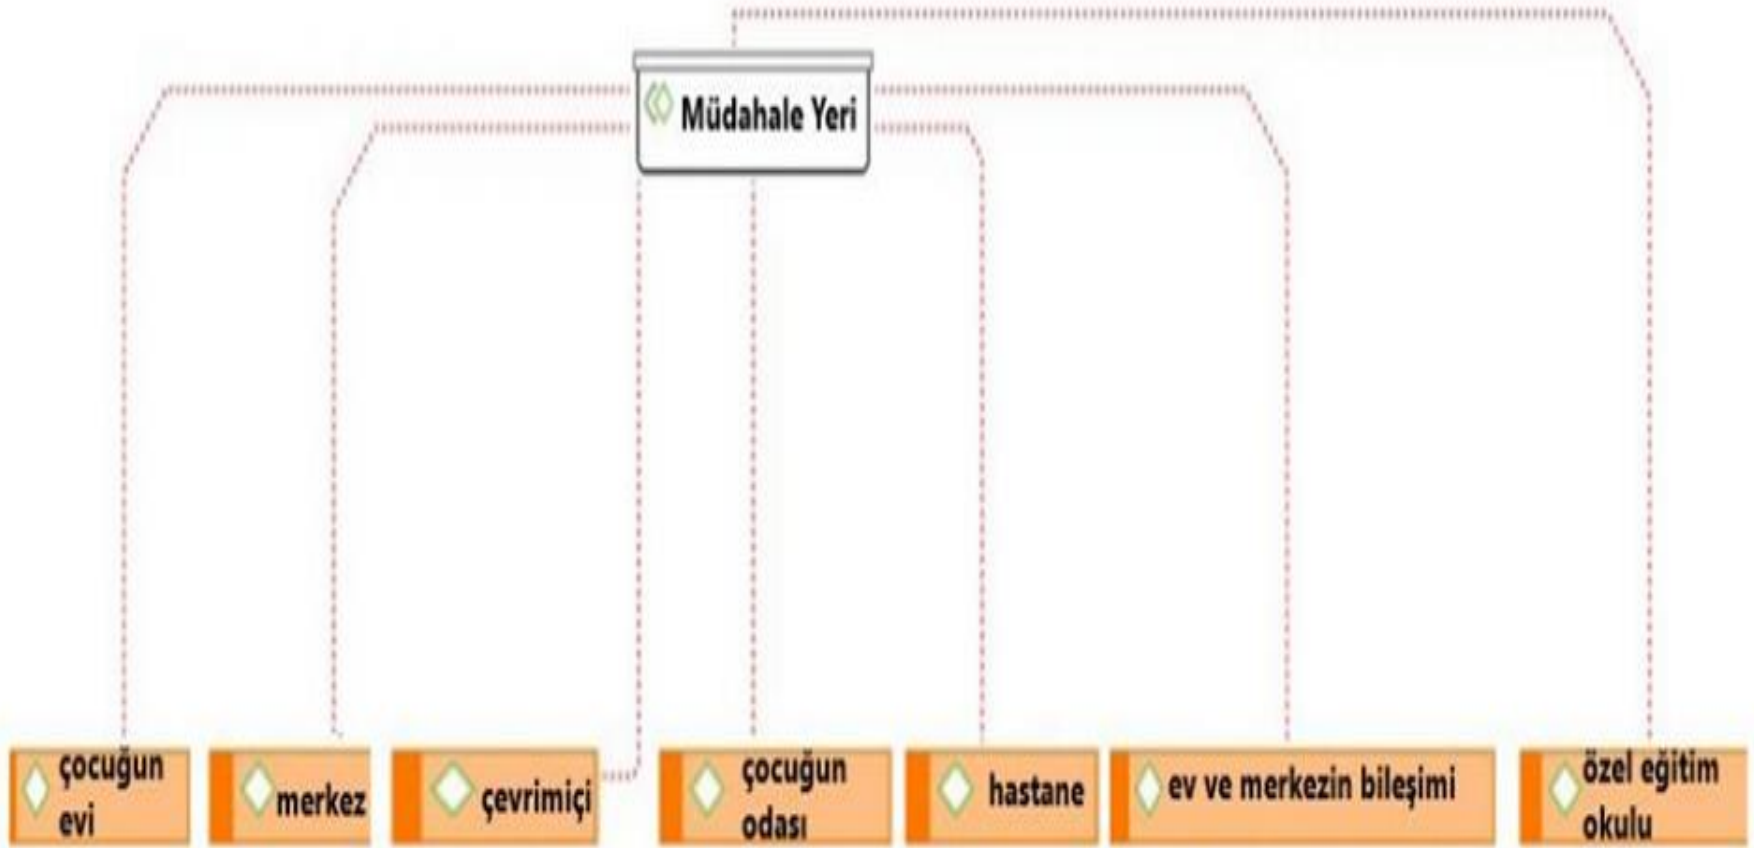 Müdahale Yeri
çocuğun
evi
merkez
çevrimiçi
çocuğun
odası
hastane
ev ve merkezin bileşimi
özel eğitim
okulu